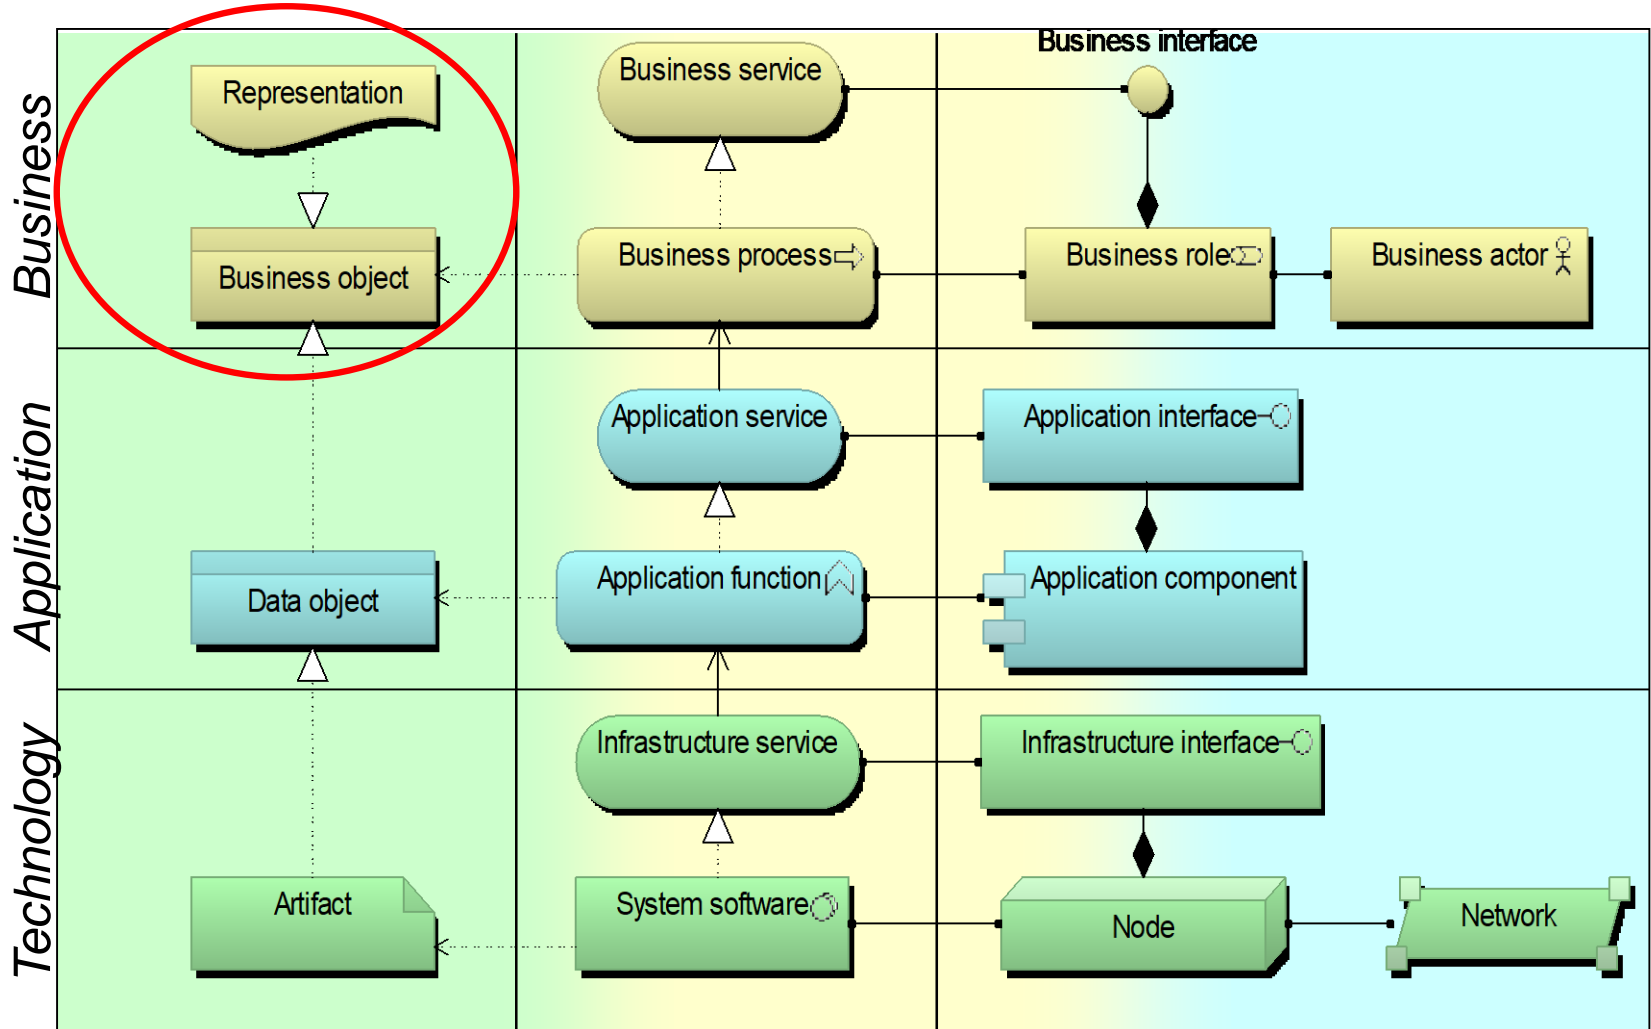 Business interface
Business
Representation
Business service
Business object
Business process
Business role
Business actor
Application
Application service
Application interface
Data object
Application function
Application component
Technology
Infrastructure service
Infrastructure interface
Artifact
System software
Node
Network